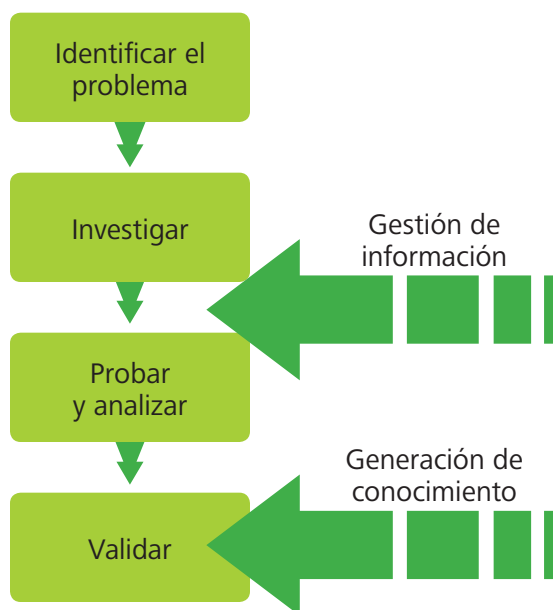 Identificar el
problema
Investigar
Gestión de
información
Probar
y analizar
Generación de
conocimiento
Validar